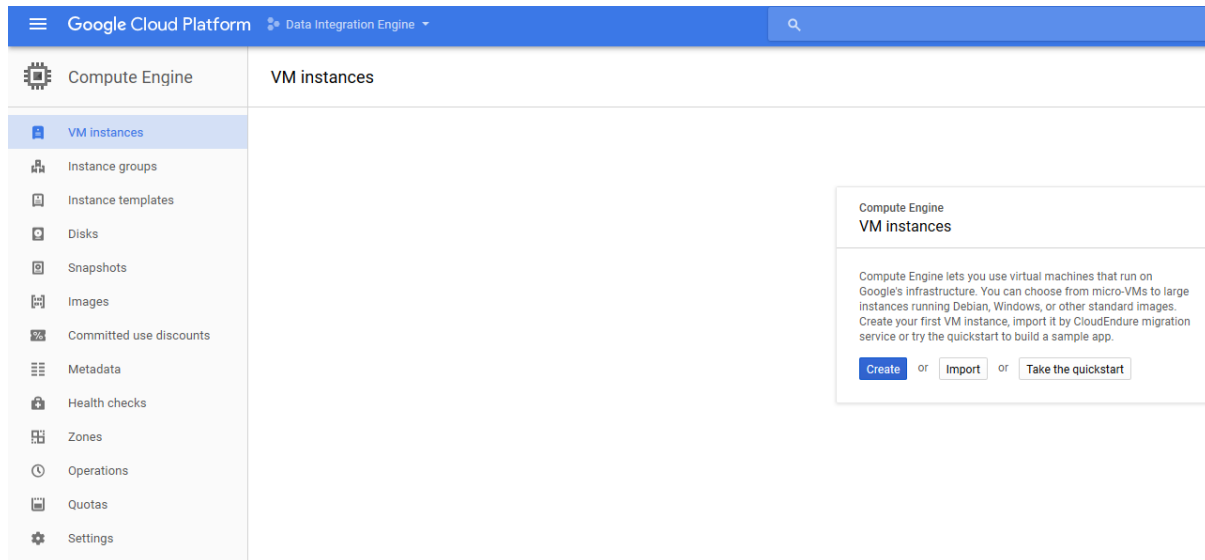 Google Cloud Platform Data Integration Engine
Compute Engine
VM instances
VM instances
Instance groups
Instance templates
Disks
Snapshots
Images
Committed use discounts
Metadata
Health checks
Zones
Operations
Quotas
Settings
Compute Engine
VM instances
Compute Engine lets you use virtual machines that run on
Google's infrastructure. You can choose from micro-VMs to large
instances running Debian, Windows, or other standard images.
Create your first VM instance, import it by CloudEndure migration
service or try the quickstart to build a sample app.
Create or Import or Take the quickstart